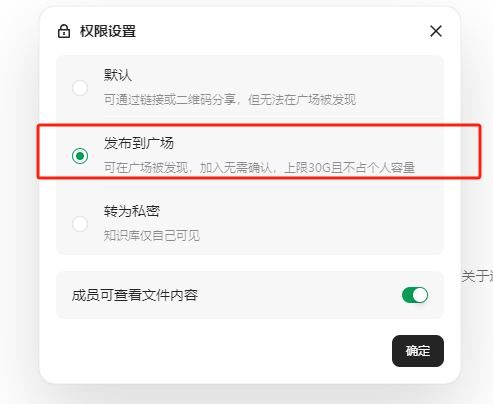 权限设置
默认
可通过链接或二维码分享，但无法在广场被发现
发布到广场
可在广场被发现，加入无需确认，上限30G且不占个人容量
转为私密
知识库仅自己可见
成员可查看文件内容
关于
确定